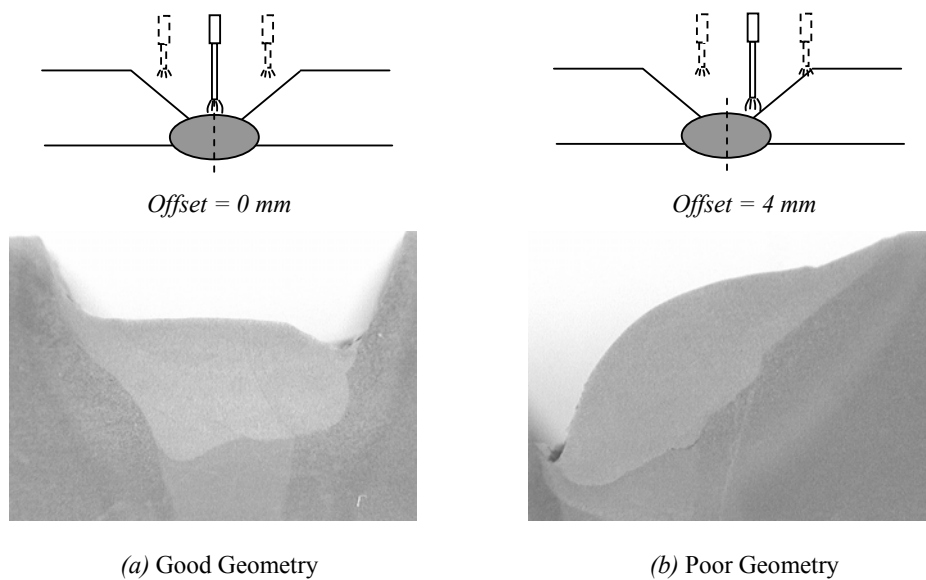 Offset = 0 mm
Offset = 4 mm
(a) Good Geometry
(b) Poor Geometry